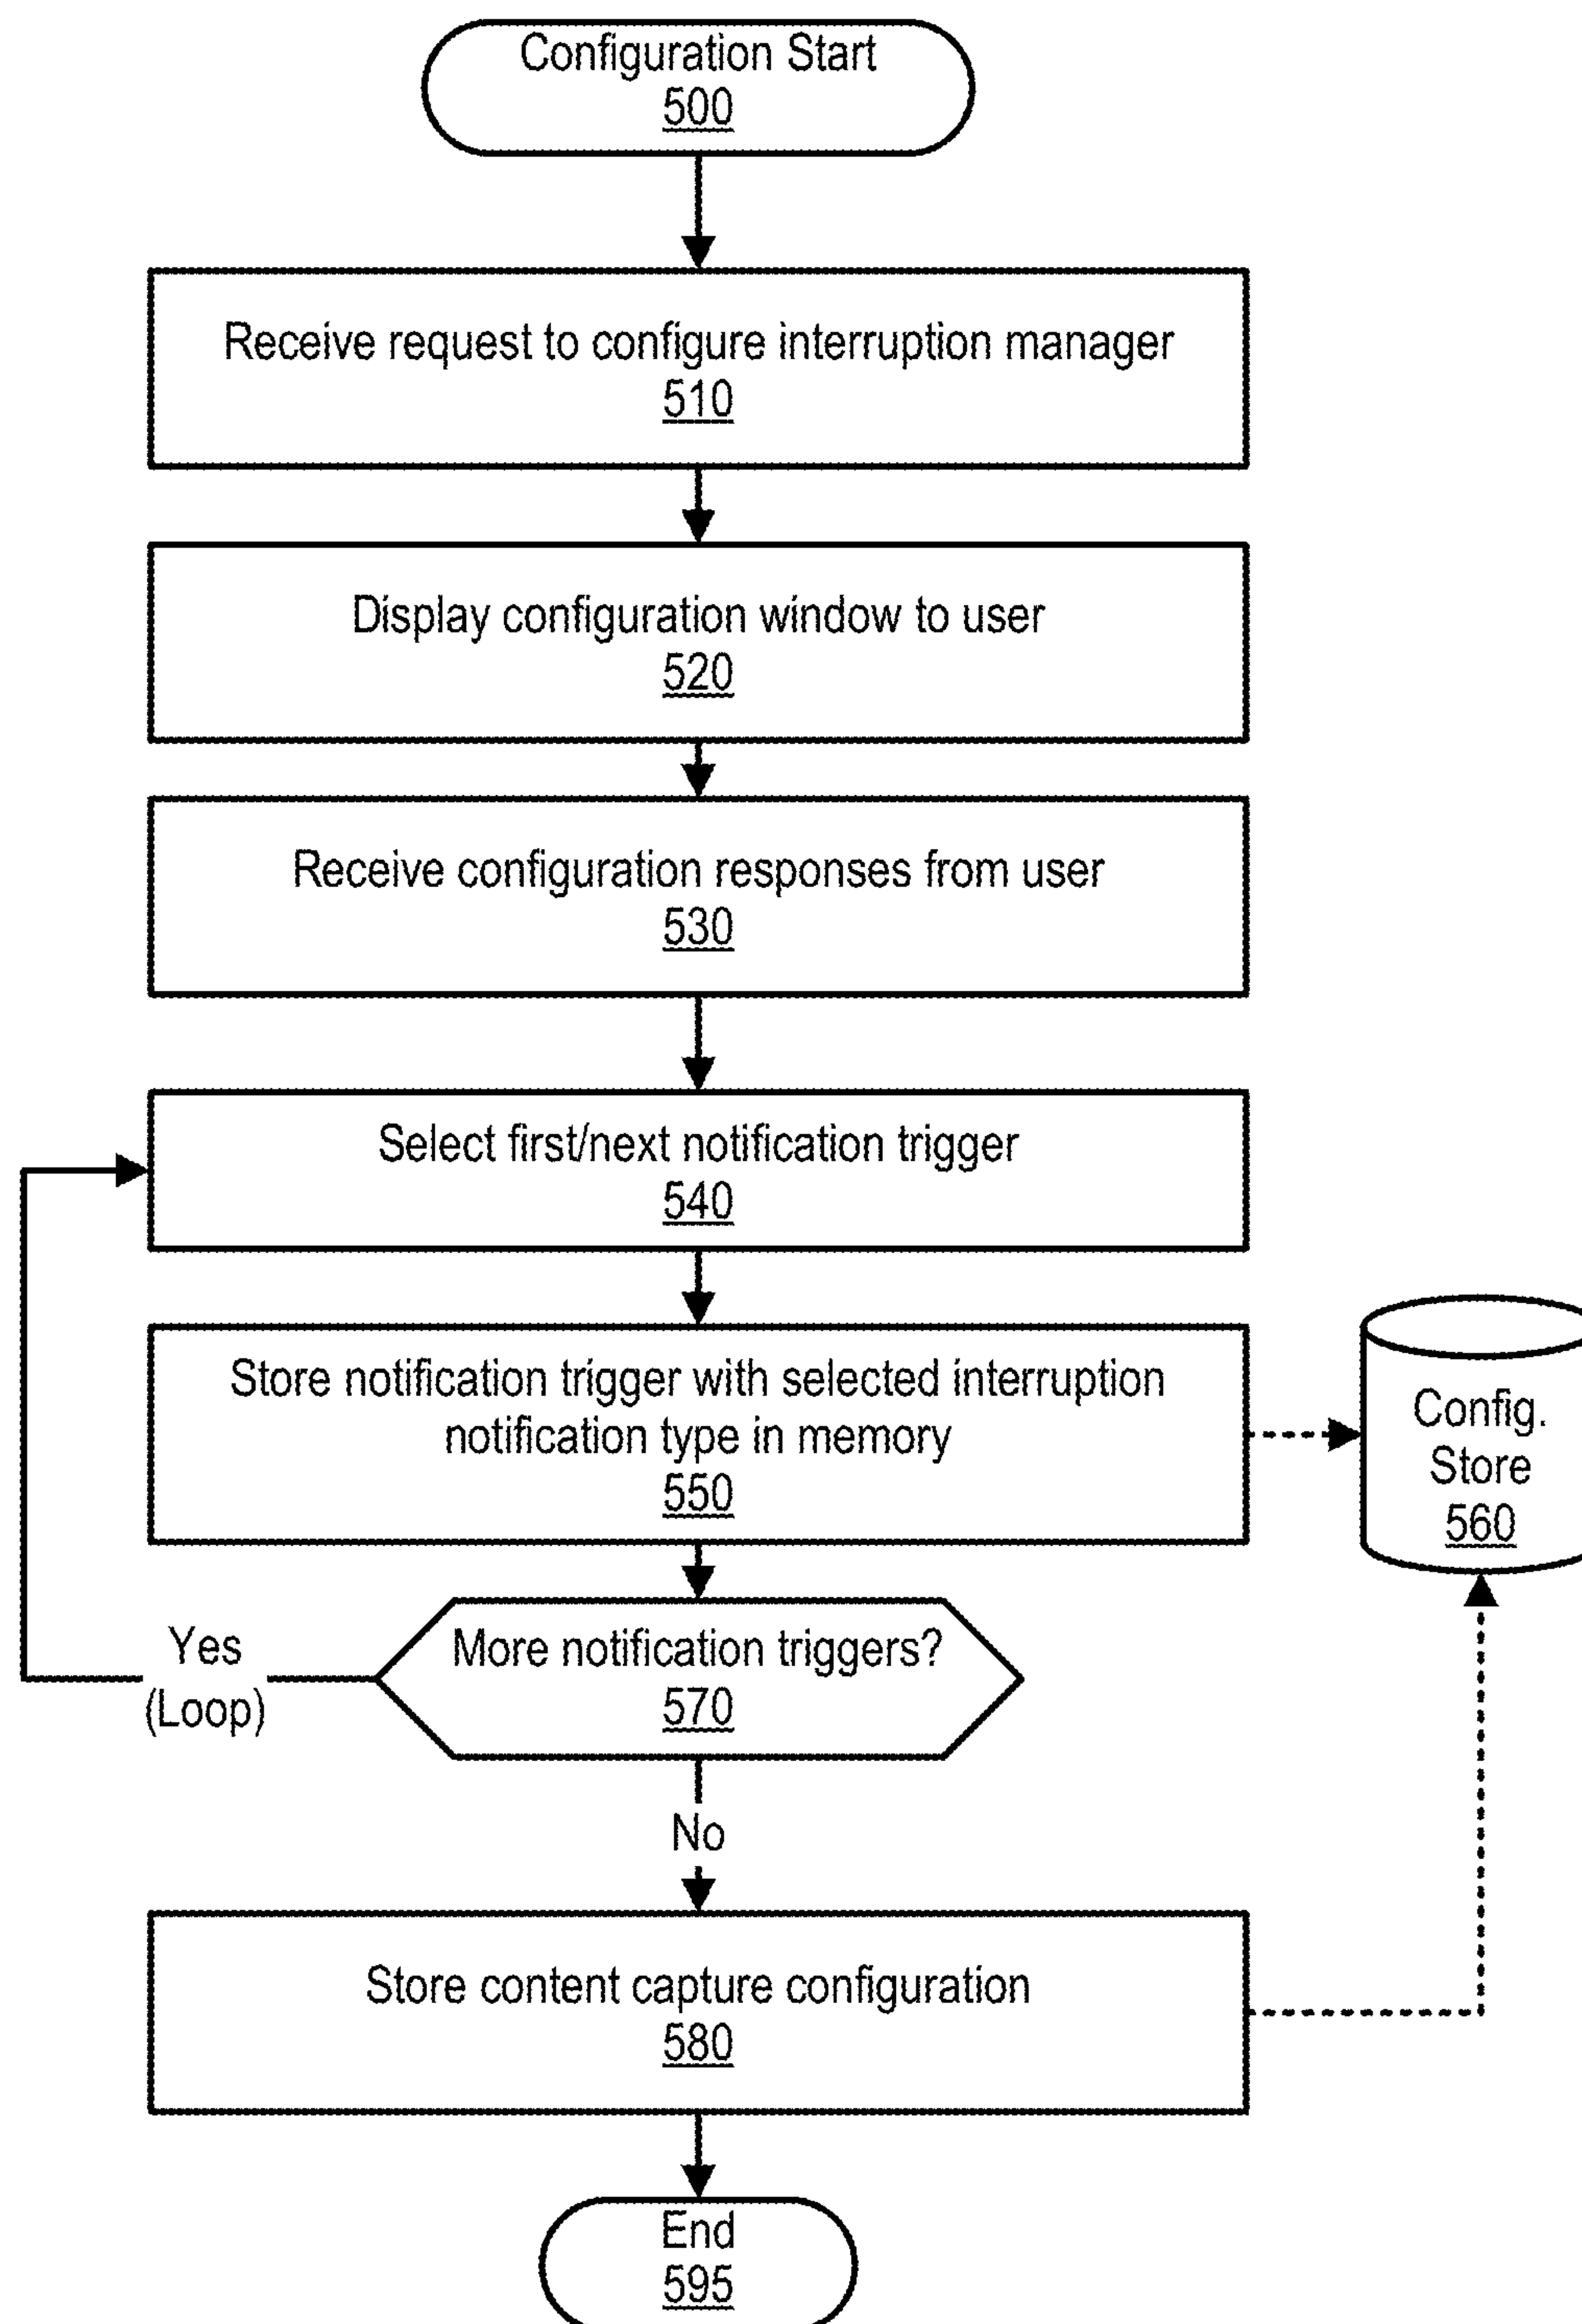 Configuration Start
500
Receive request to configure interruption manager
510
Display configuration window to user
520
Receive configuration responses from user
530
Select first/next notification trigger
540
Store notification trigger with selected interruption
notification type in memory
550
Config.
Store
560
More notification triggers?
570
Yes
(Loop)
No
Store content capture configuration
580
End
595